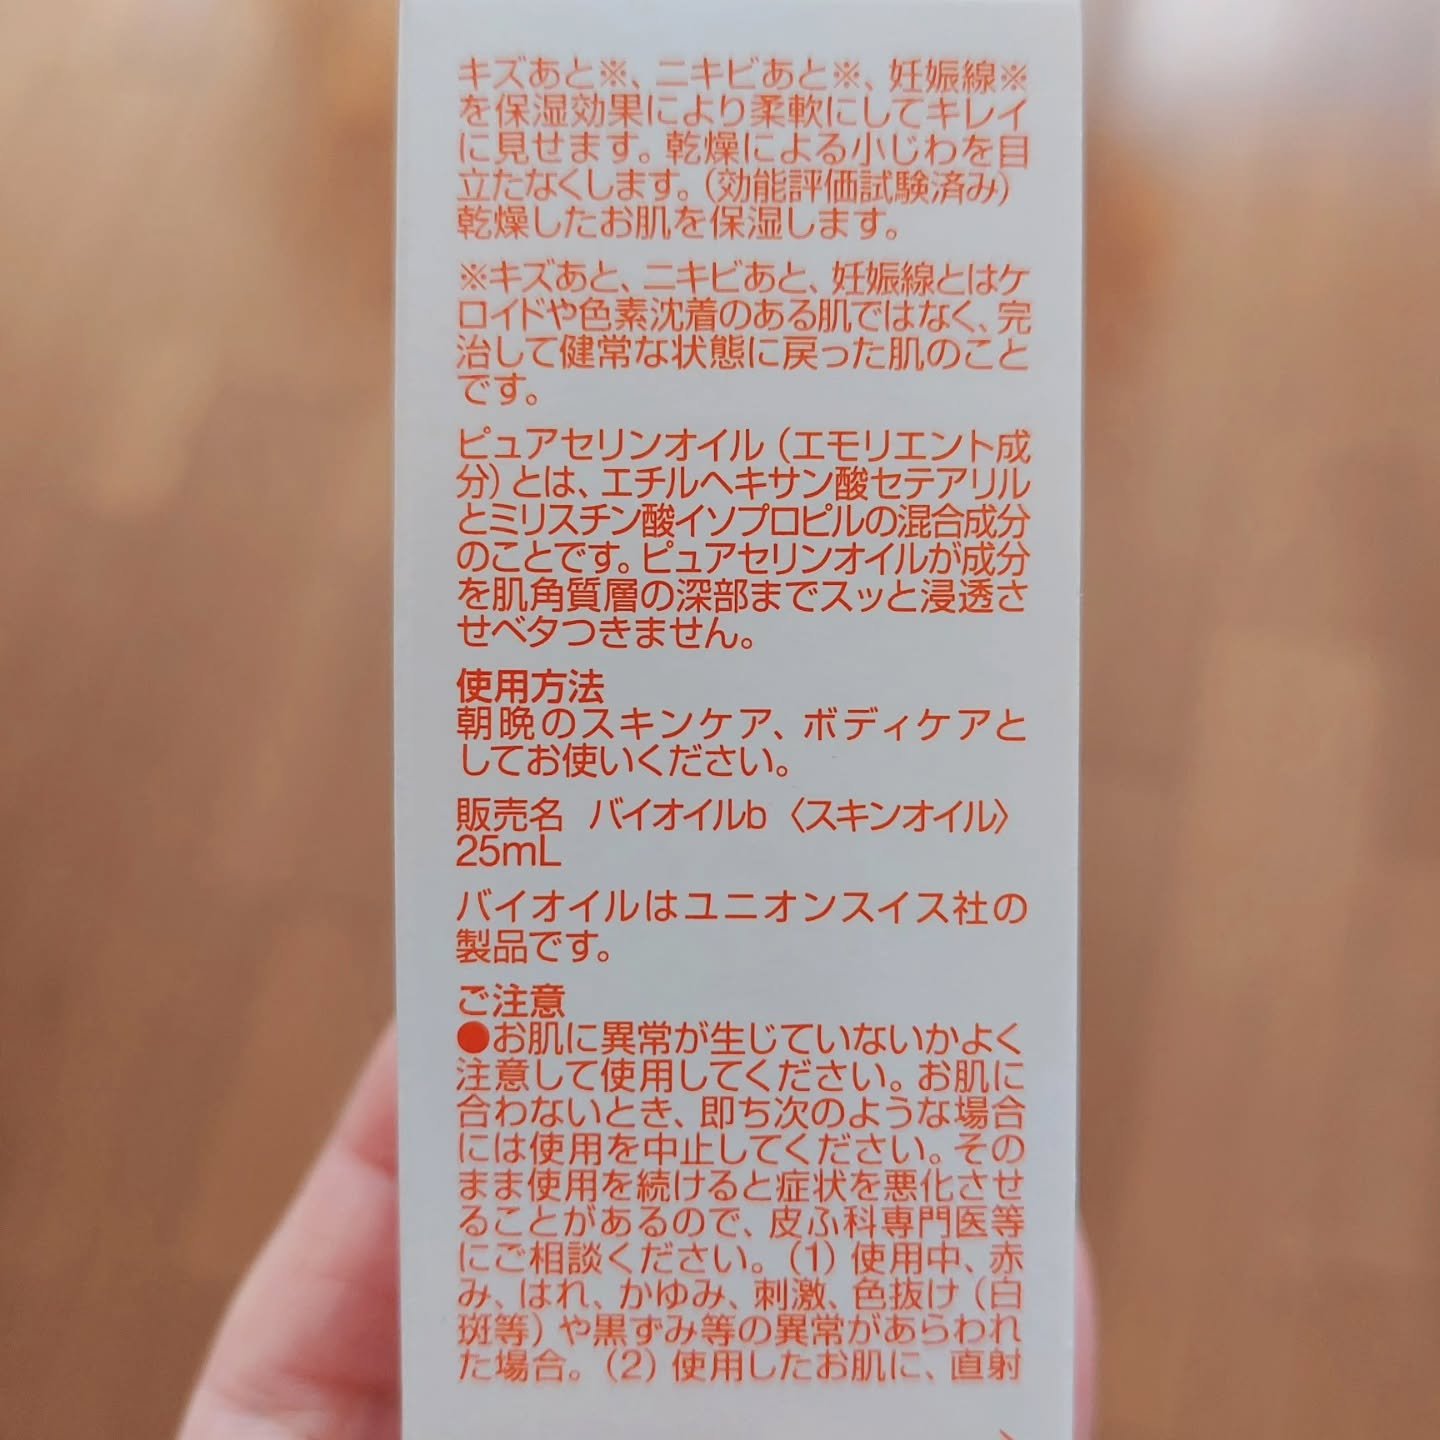 キズあと※、ニキビあと※、妊娠線※
を保湿効果により柔軟にしてキレイ
に見せます。乾燥による小じわを目
立たなくします。(効能評価試験済み)
乾燥したお肌を保湿します。
※キズあと、ニキビあと、妊娠線とはケ
ロイドや色素沈着のある肌ではなく、完
治して健常な状態に戻った肌のこと
です。
ピュアセリンオイル(エモリエント成
分)とは、エチルヘキサン酸セテアリル
とミリスチン酸イソプロピルの混合成分
のことです。ピュアセリンオイルが成分
を肌角質層の深部までスッと浸透さ
せベタつきません。
使用方法
朝晩のスキンケア、ボディケアと
してお使いください。
販売名 バイオイルb〈スキンオイル〉
25mL
バイオイルはユニオンスイス社の
製品です。
ご注意
●お肌に異常が生じていないかよく
注意して使用してください。お肌に
合わないとき、即ち次のような場合
には使用を中止してください。その
まま使用を続けると症状を悪化させ
ることがあるので、皮ふ科専門医等
にご相談ください。(1)使用中、赤
み、はれ、かゆみ、刺激、色抜け(白
斑等)や黒ずみ等の異常があらわれ
た場合。(2)使用したお肌に、直射